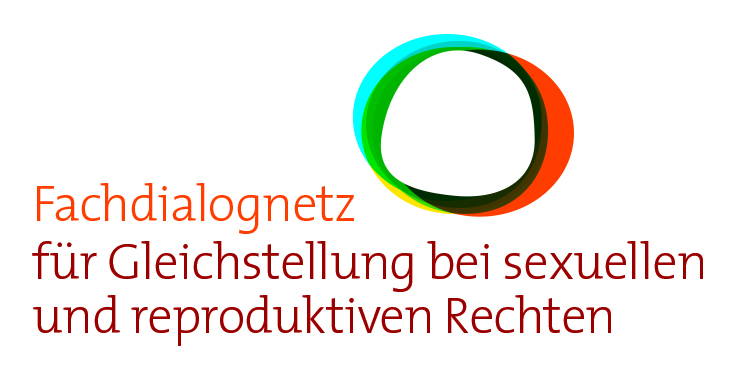 Fachdialognetz
für Gleichstellung bei sexuellen
und reproduktiven Rechten